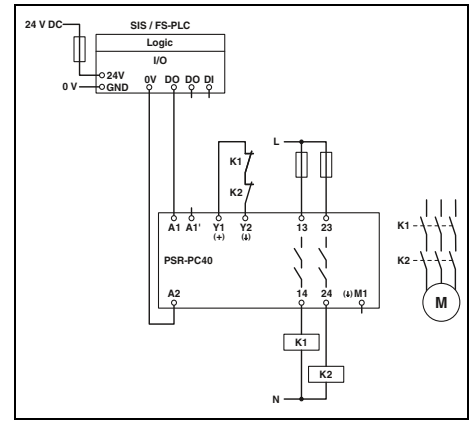 24 V DC
SIS / FS-PLC
Logic
I/O
24V
0 V
GND
0V DO DO DI
L
K1
K2
A1 A1' Y1 Y2 13 23
(+) (↓)
PSR-PC40
K1
K2
A2 14 24 (↓) M1
M
K1
K2
N